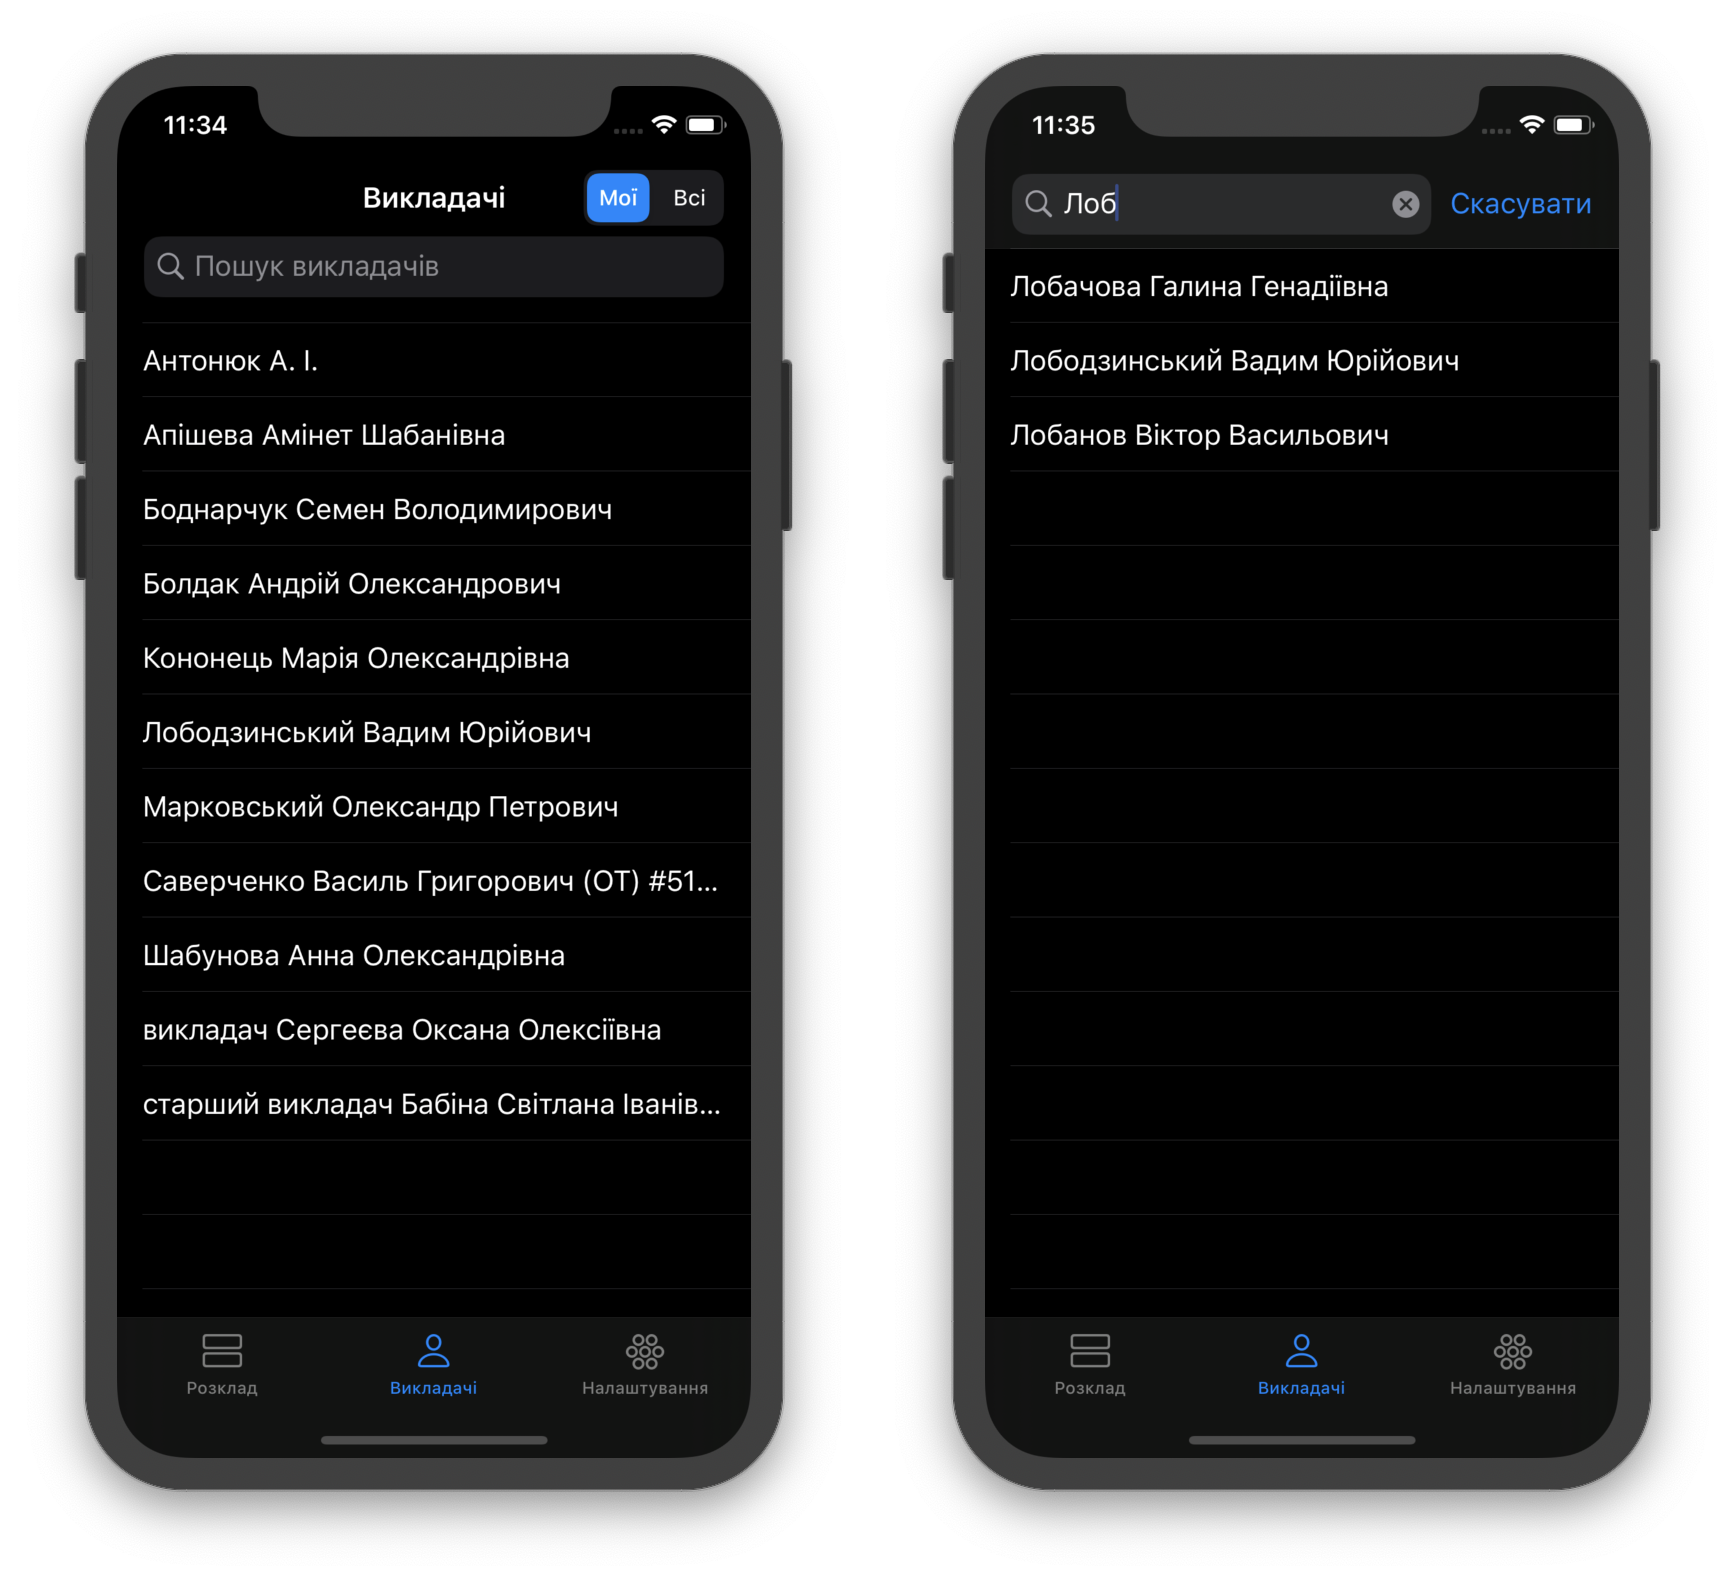 11:34
Викладачі
Мої Всі
Пошук викладачів
Антонюк А. І.
Апішева Амінет Шабанівна
Боднарчук Семен Володимирович
Болдак Андрій Олександрович
Кононець Марія Олександрівна
Лободзинський Вадим Юрійович
Марковський Олександр Петрович
Саверченко Василь Григорович (ОТ) #51...
Шабунова Анна Олександрівна
викладач Сергеєва Оксана Олексіївна
старший викладач Бабіна Світлана Іванів...
Розклад Викладачі Налаштування
11:35
Лоб Скасувати
Лобачова Галина Генадіївна
Лободзинський Вадим Юрійович
Лобанов Віктор Васильович
Розклад Викладачі Налаштування